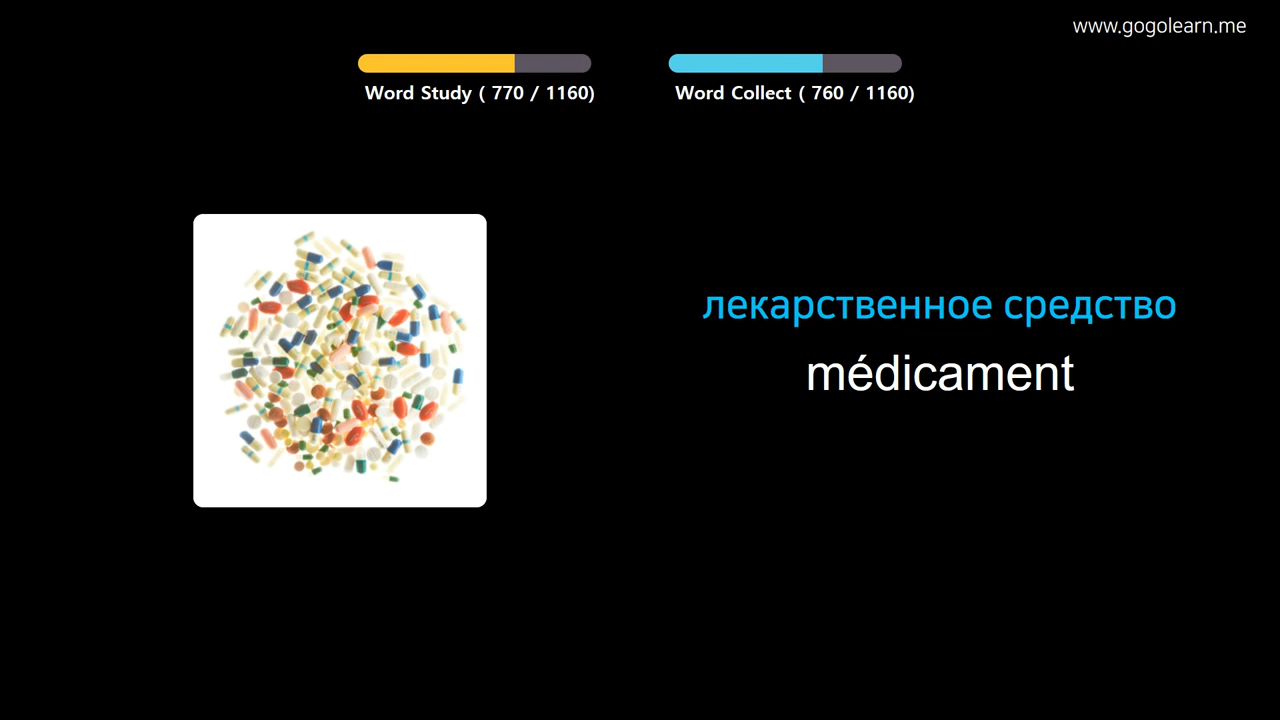 www.gogolearn.me
Word Study ( 770 / 1160)
Word Collect ( 760 / 1160)
лекарственное средство
médicament